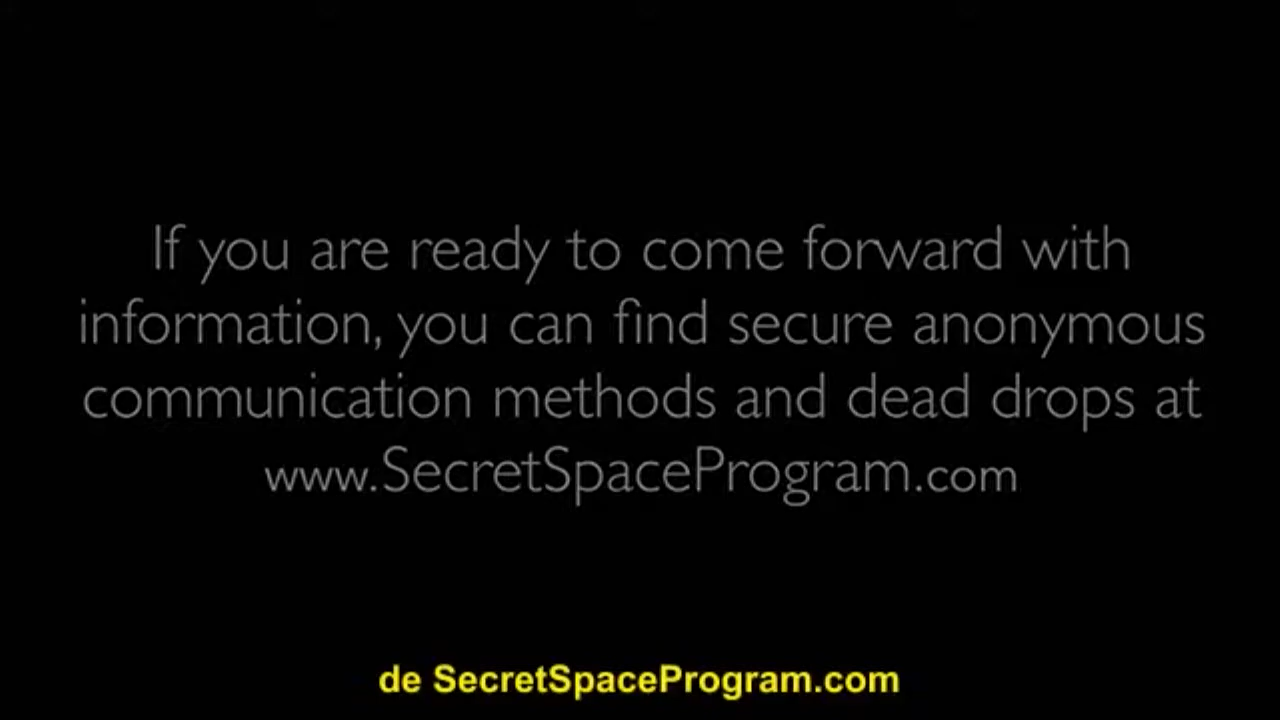 If you are ready to come forward with
information, you can find secure anonymous
communication methods and dead drops at
www.SecretSpaceProgram.com
de SecretSpaceProgram.com